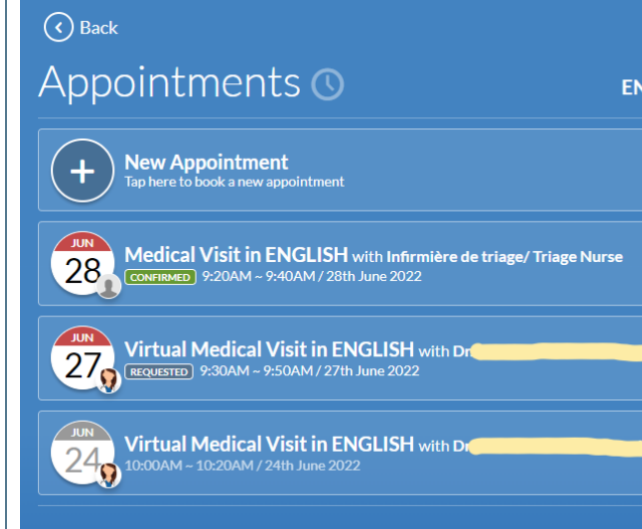 Back
Appointments
EN
New Appointment
Tap here to book a new appointment
JUN
28
Medical Visit in ENGLISH with Infirmière de triage/ Triage Nurse
CONFIRMED 9:20AM ~ 9:40AM / 28th June 2022
JUN
27
Virtual Medical Visit in ENGLISH with Dr
REQUESTED 9:30AM ~ 9:50AM / 27th June 2022
JUN
24
Virtual Medical Visit in ENGLISH with Dr
10:00AM ~ 10:20AM / 24th June 2022